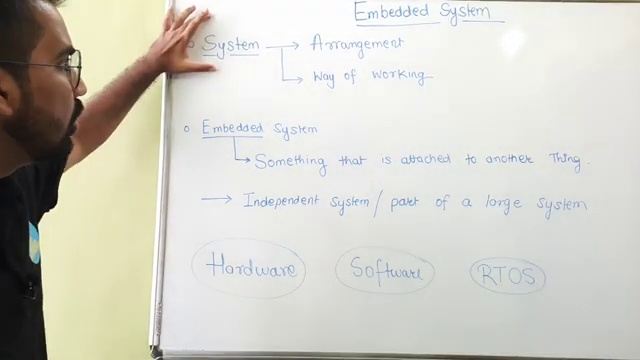 Embedded System
System → Arrangement
Way of working
Embedded System
Something that is attached to another Thing.
→ Independent System / part of a large system
Hardware Software RTOS